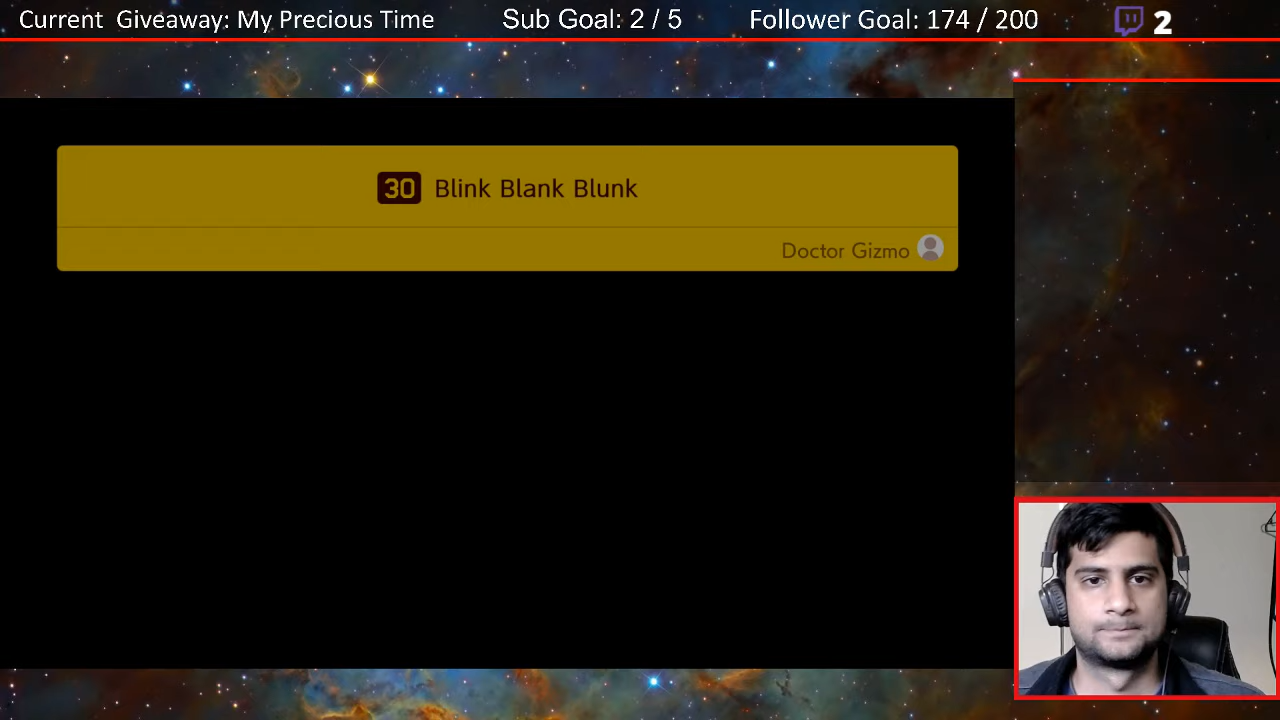 Current  Giveaway: My Precious Time Sub Goal: 2 / 5 Follower Goal: 174 / 200 2
30 Blink Blank Blunk
Doctor Gizmo